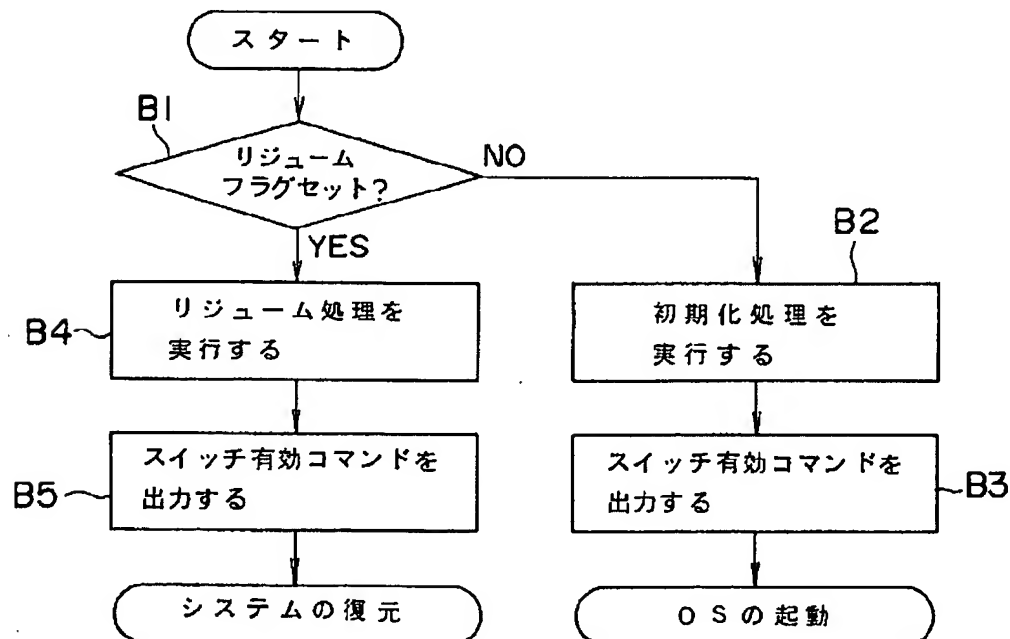 スタート
B1
リジューム
フラグセット?
NO
YES
B2
B4
リジューム処理を
実行する
初期化処理を
実行する
B5
スイッチ有効コマンドを
出力する
スイッチ有効コマンドを
出力する
B3
システムの復元
OSの起動